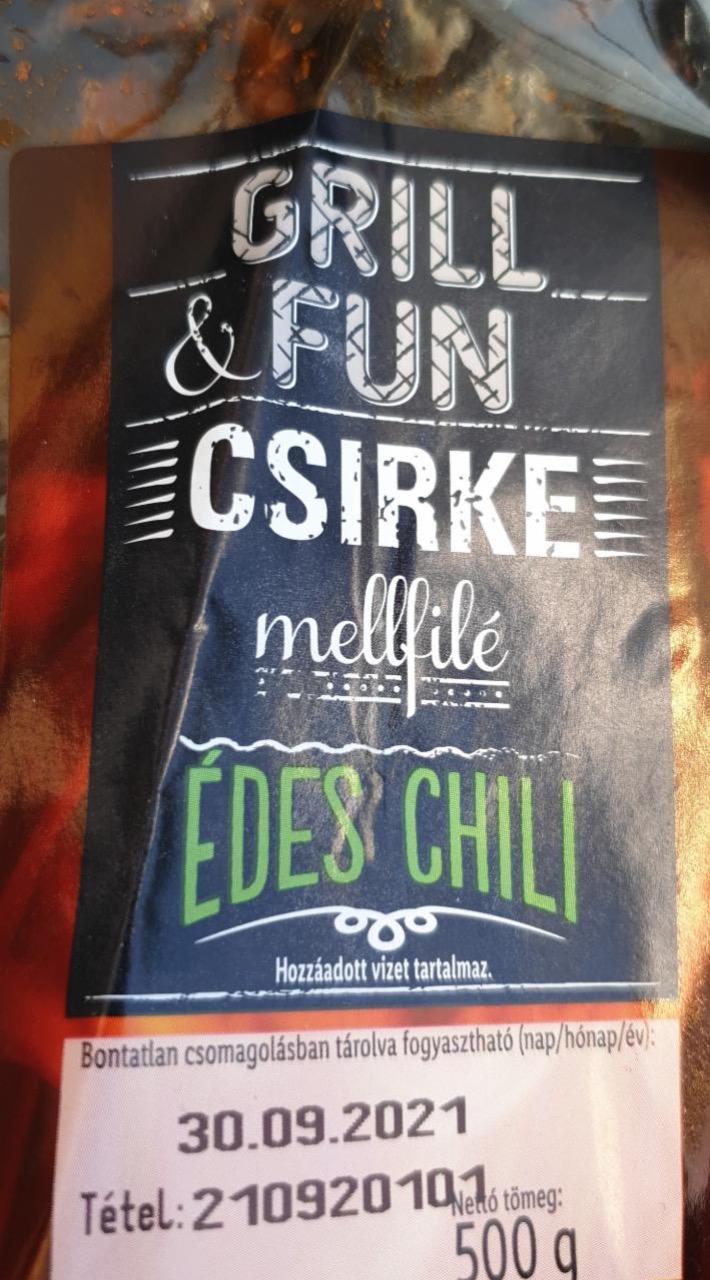 GRILL
& FUN
CSIRKE
mellfilé
ÉDES CHILI
Hozzáadott vizet tartalmaz.
Bontatlan csomagolásban tárolva fogyasztható (nap/hónap/év):
30.09.2021
Tétel: 210920101
Nettó tömeg:
500 g